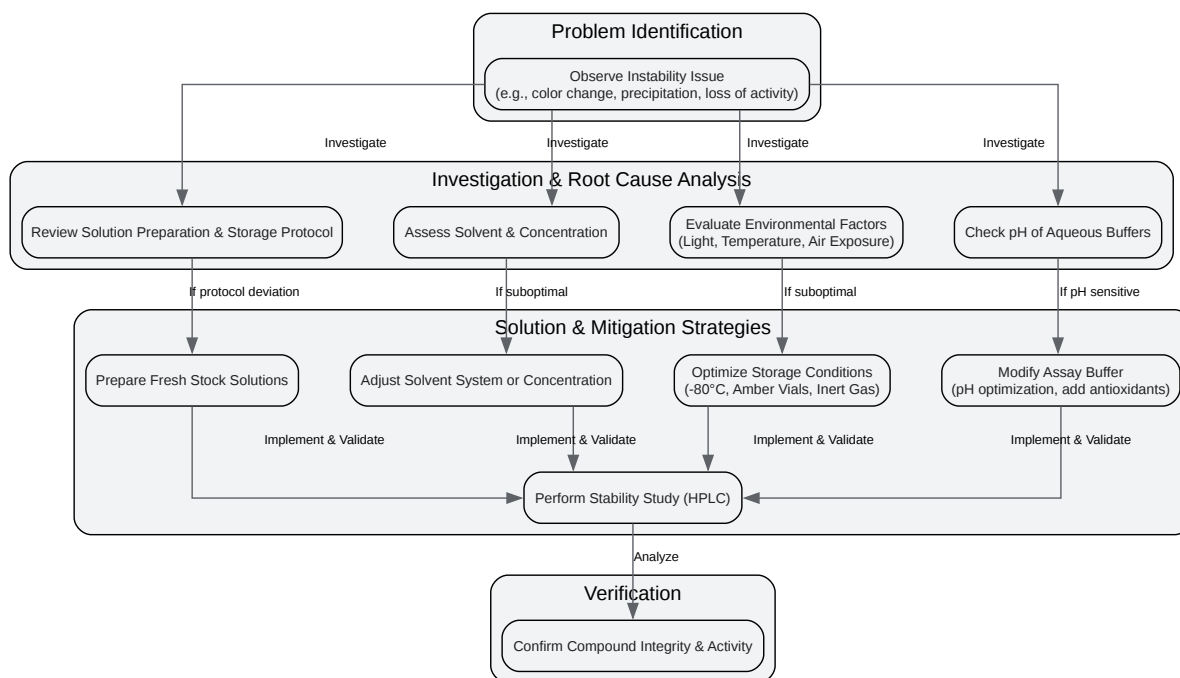 Problem Identification
Observe Instability Issue
(e.g., color change, precipitation, loss of activity)
Investigate
Investigate
Investigate
Investigate
Investigation & Root Cause Analysis
Review Solution Preparation & Storage Protocol
Assess Solvent & Concentration
Evaluate Environmental Factors
(Light, Temperature, Air Exposure)
Check pH of Aqueous Buffers
If protocol deviation
If suboptimal
If suboptimal
If pH sensitive
Solution & Mitigation Strategies
Prepare Fresh Stock Solutions
Adjust Solvent System or Concentration
Optimize Storage Conditions
(-80°C, Amber Vials, Inert Gas)
Modify Assay Buffer
(pH optimization, add antioxidants)
Implement & Validate
Implement & Validate
Implement & Validate
Implement & Validate
Perform Stability Study (HPLC)
Analyze
Verification
Confirm Compound Integrity & Activity